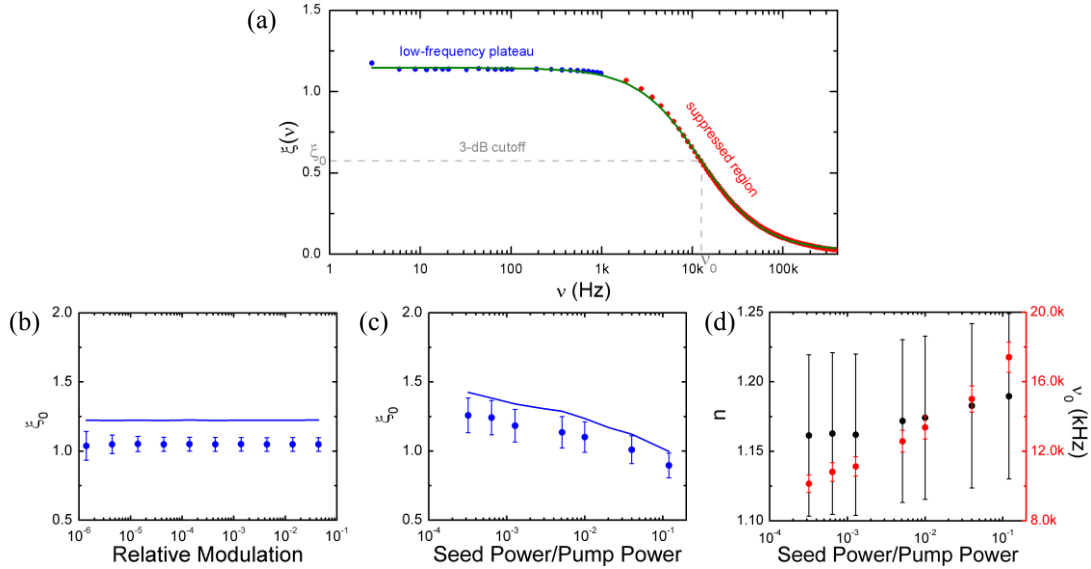 (a)
1.5
1.0
0.5
0.0
ξ(ν)
ξ0
low-frequency plateau
3-dB cutoff
suppressed region
ν0
1 10 100 1k 10k 100k
ν (Hz)
(b)
2.0
1.5
1.0
0.5
ξ0
10-6 10-5 10-4 10-3 10-2 10-1
Relative Modulation
(c)
2.0
1.5
1.0
0.5
ξ0
10-3 10-2 10-1
Seed Power/Pump Power
(d)
1.25
1.20
1.15
1.10
n
20.0k
16.0k
12.0k
8.0k
ν0 (kHz)
10-3 10-2 10-1
Seed Power/Pump Power